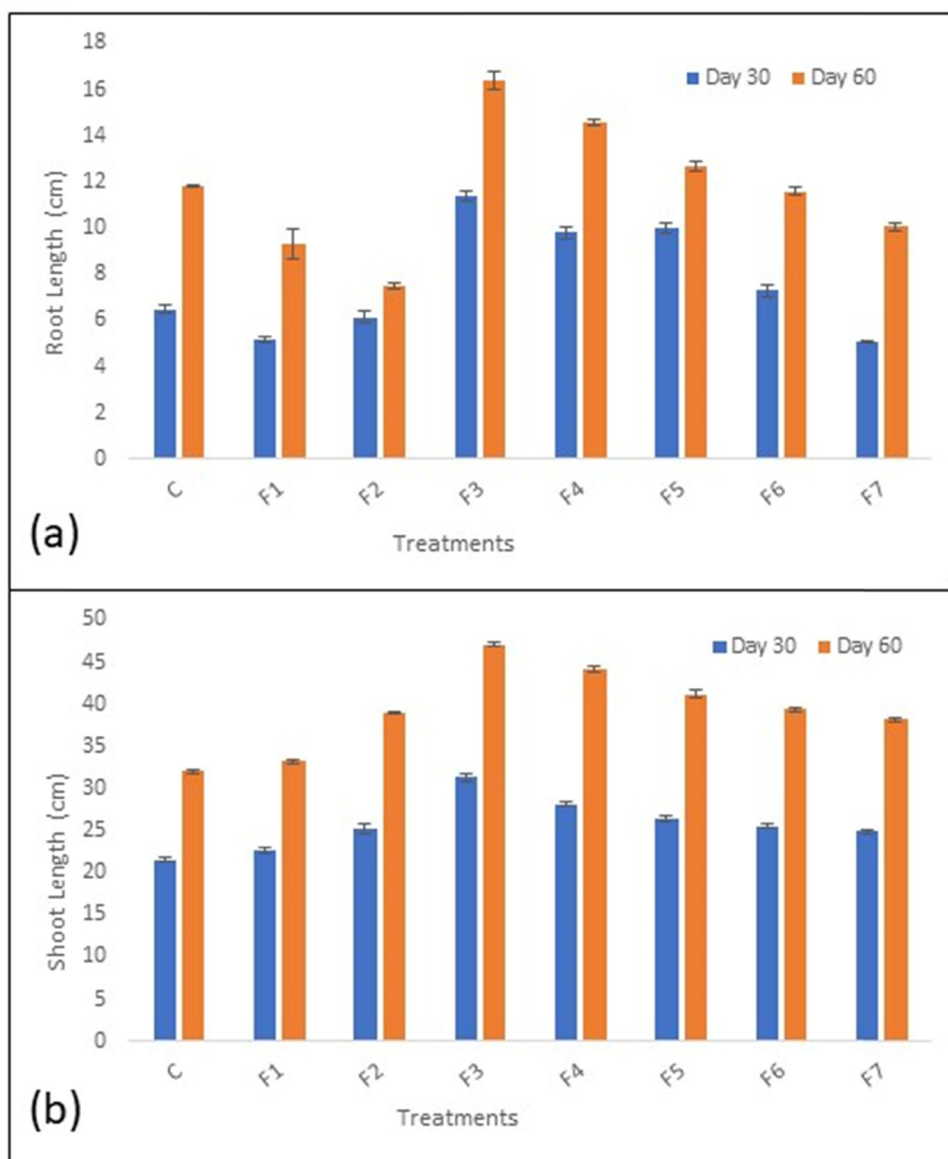 18
16
14
12
10
8
6
4
2
0
Root Length (cm)
Day 30 Day 60
C F1 F2 F3 F4 F5 F6 F7
Treatments
(a)
50
45
40
35
30
25
20
15
10
5
0
Shoot Length (cm)
Day 30 Day 60
C F1 F2 F3 F4 F5 F6 F7
Treatments
(b)